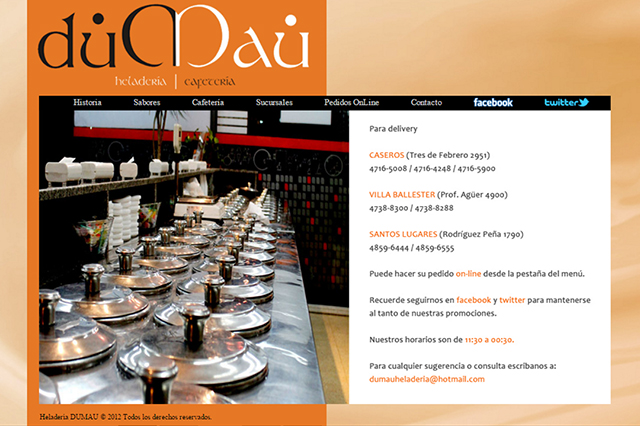 düMaü
heladería | cafetería
Historia Sabores Cafeteria Sucursales Pedidos OnLine Contacto facebook twitter
Para delivery
CASEROS (Tres de Febrero 2951)
4716-5008 / 4716-4248 / 4716-5900
VILLA BALLESTER (Prof. Agüer 4900)
4738-8300 / 4738-8288
SANTOS LUGARES (Rodríguez Peña 1790)
4859-6444 / 4859-6555
Puede hacer su pedido on-line desde la pestaña del menú.
Recuerde seguirnos en facebook y twitter para mantenerse
al tanto de nuestras promociones.
Nuestros horarios son de 11:30 a 00:30.
Para cualquier sugerencia o consulta escribanos a:
dumauheladeria@hotmail.com
Heladeria DUMAU © 2012 Todos los derechos reservados.